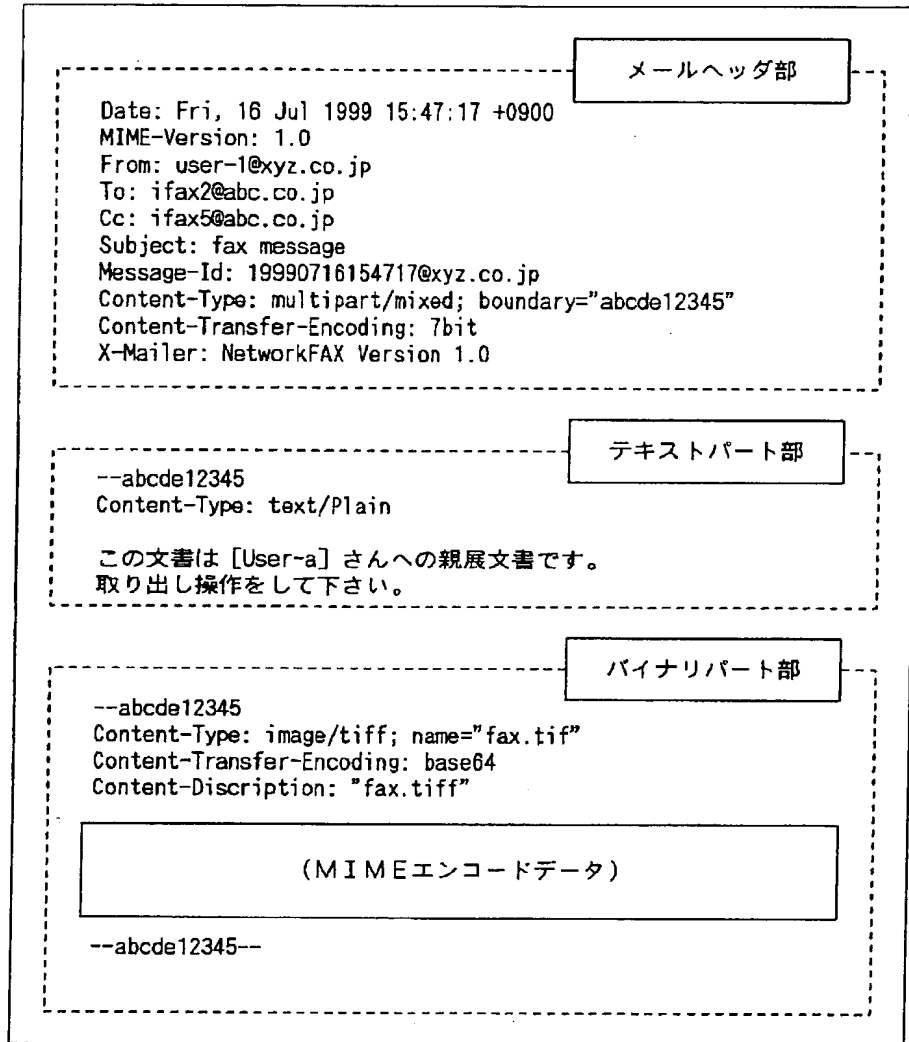 メールヘッダ部
Date: Fri, 16 Jul 1999 15:47:17 +0900
MIME-Version: 1.0
From: user-1@xyz.co.jp
To: ifax2@abc.co.jp
Cc: ifax5@abc.co.jp
Subject: fax message
Message-Id: 19990716154717@xyz.co.jp
Content-Type: multipart/mixed; boundary="abcde12345"
Content-Transfer-Encoding: 7bit
X-Mailer: NetworkFAX Version 1.0
テキストパート部
--abcde12345
Content-Type: text/Plain
この文書は [User-a] さんへの親展文書です。
取り出し操作をして下さい。
バイナリパート部
--abcde12345
Content-Type: image/tiff; name="fax.tif"
Content-Transfer-Encoding: base64
Content-Discription: "fax.tiff"
(ＭＩＭＥエンコードデータ)
--abcde12345--